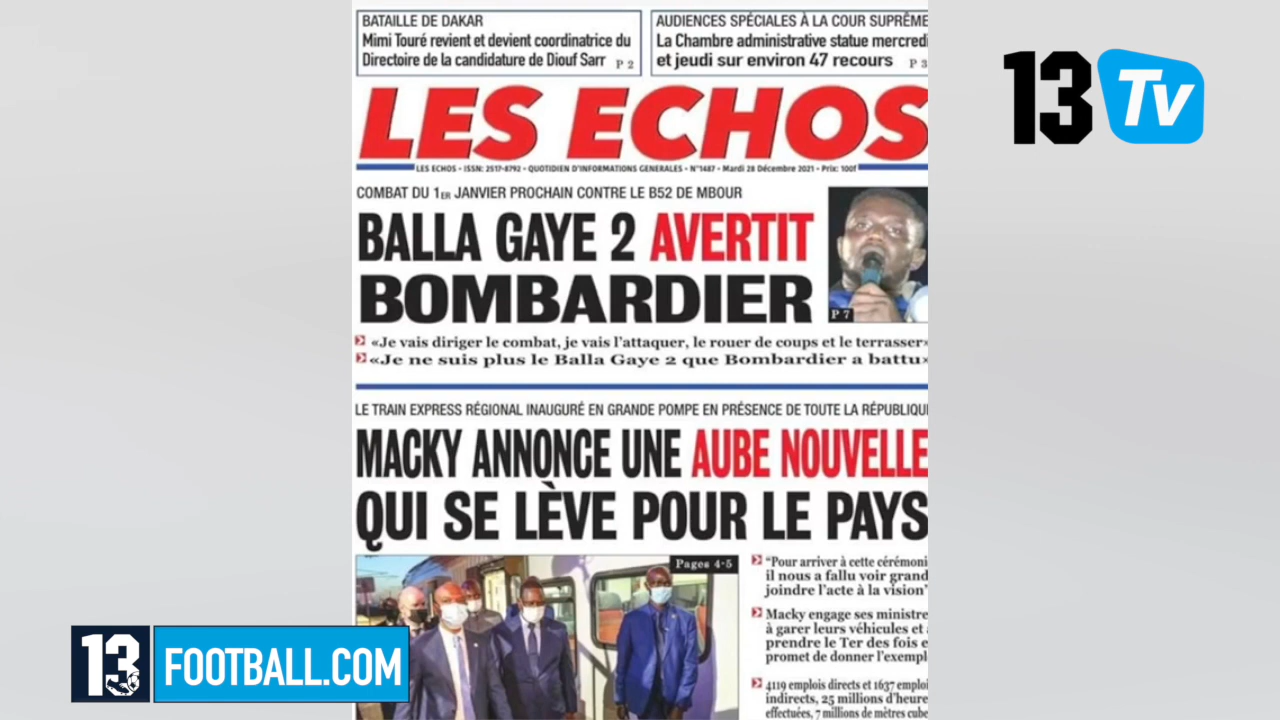 BATAILLE DE DAKAR
Mimi Touré revient et devient coordinatrice du
Directoire de la candidature de Diouf Sarr P 2
AUDIENCES SPÉCIALES À LA COUR SUPRÊME
La Chambre administrative statue mercredi
et jeudi sur environ 47 recours P 3
LES ECHOS
LES ECHOS • ISSN: 2517-8792 • QUOTIDIEN D'INFORMATIONS GENERALES • N°1487 • Mardi 28 Décembre 2021 • Prix: 100f
COMBAT DU 1ER JANVIER PROCHAIN CONTRE LE B52 DE MBOUR
BALLA GAYE 2 AVERTIT
BOMBARDIER
P 7
«Je vais diriger le combat, je vais l'attaquer, le rouer de coups et le terrasser»
«Je ne suis plus le Balla Gaye 2 que Bombardier a battu»
LE TRAIN EXPRESS RÉGIONAL INAUGURÉ EN GRANDE POMPE EN PRÉSENCE DE TOUTE LA RÉPUBLIQUE
MACKY ANNONCE UNE AUBE NOUVELLE
QUI SE LÈVE POUR LE PAYS
Pages 4-5
"Pour arriver à cette cérémoni
il nous a fallu voir grand
joindre l'acte à la vision"
Macky engage ses ministre
à garer leurs véhicules et
prendre le Ter des fois e
promet de donner l'exempl
4119 emplois directs et 1637 emploi
indirects, 25 millions d'heure
effectuées, 7 millions de mètres cube
13 Tv
13 FOOTBALL.COM